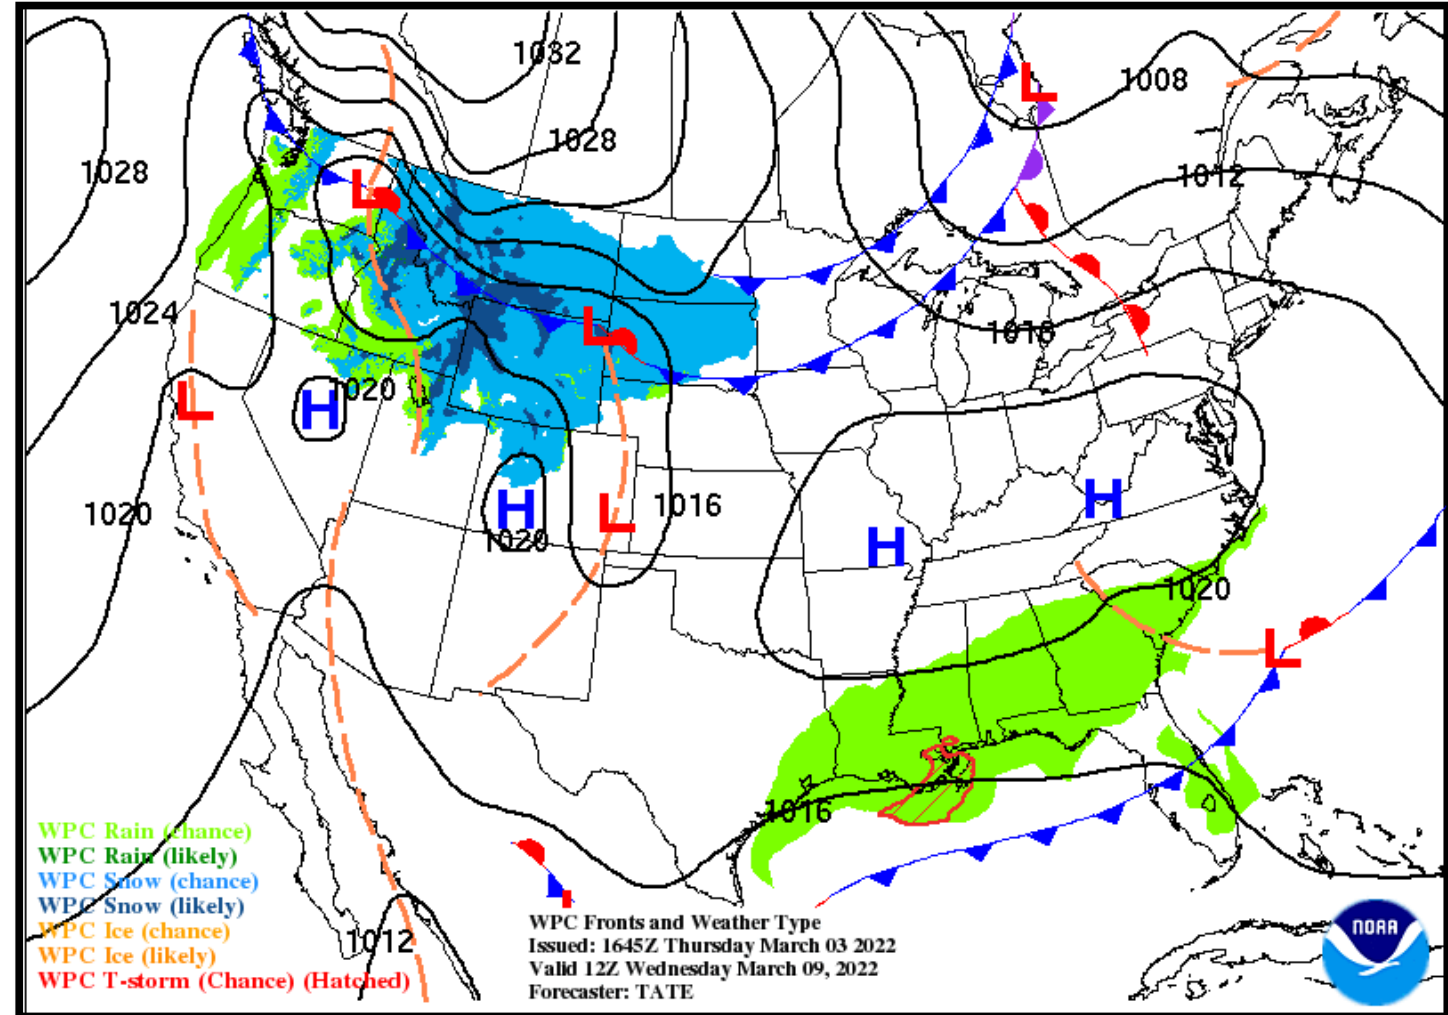 1032
1008
1028
1028
1012
L
L
1024
L
1018
L
1020
H
H
1020
H
1020
L
1016
H
H
1020
L
1016
1012
WPC Rain (chance)
WPC Rain (likely)
WPC Snow (chance)
WPC Snow (likely)
WPC Ice (chance)
WPC Ice (likely)
WPC T-storm (Chance) (Hatched)
WPC Fronts and Weather Type
Issued: 1645Z Thursday March 03 2022
Valid 12Z Wednesday March 09, 2022
Forecaster: TATE
NOAA